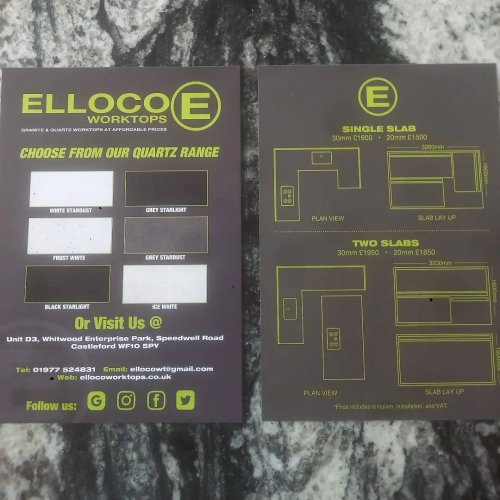 ELLOCO E
WORKTOPS
GRANITE & QUARTZ WORKTOPS AT AFFORDABLE PRICES
CHOOSE FROM OUR QUARTZ RANGE
WHITE STARDUST
GREY STARLIGHT
FROST WHITE
GREY STARDUST
BLACK STARLIGHT
ICE WHITE
Or Visit Us @
Unit D3, Whitwood Enterprise Park, Speedwell Road
Castleford WF10 5PY
Tel: 01977 524831 Email: ellocowt@gmail.com
Web: ellocoworktops.co.uk
Follow us:
E
SINGLE SLAB
30mm £1600 • 20mm £1500
3200mm
1600mm
PLAN VIEW
SLAB LAY UP
TWO SLABS
30mm £1950 • 20mm £1850
3200mm
PLAN VIEW
SLAB LAY UP
*Price includes template, installation, and VAT.